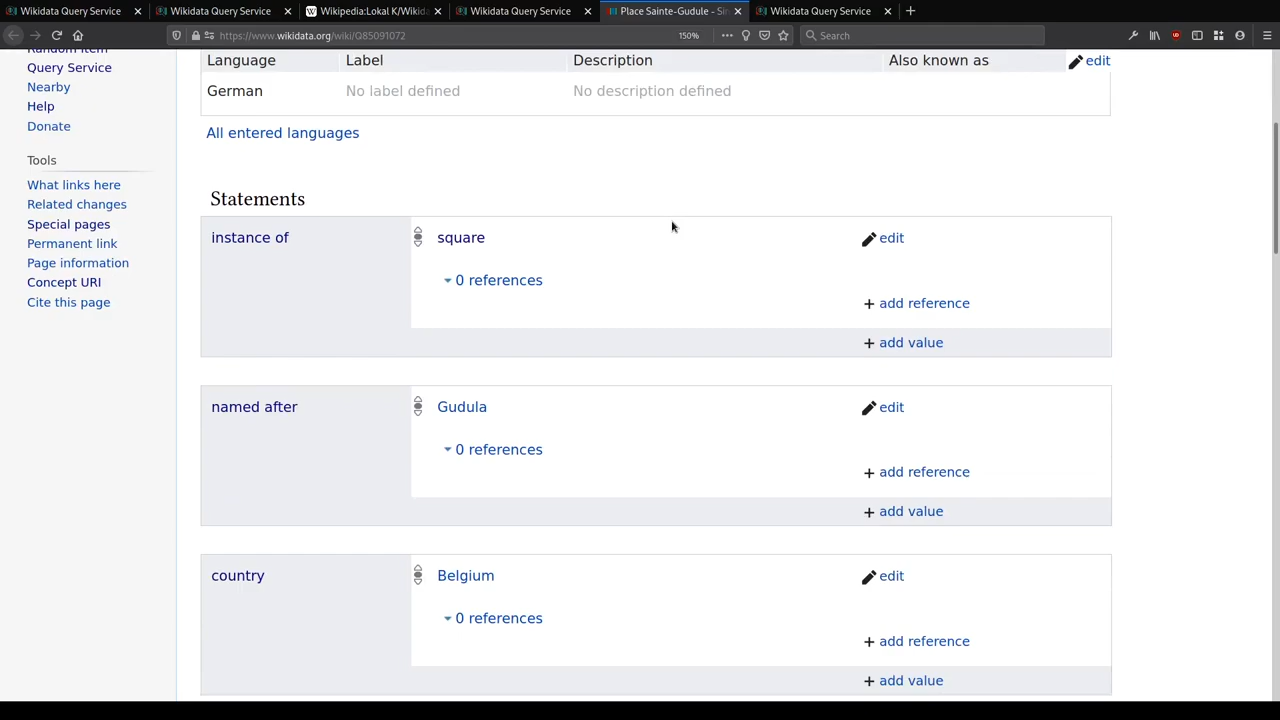 Wikidata Query Service
Wikidata Query Service
Wikipedia:Lokal K/Wikida
Wikidata Query Service
Place Sainte-Gudule - Si
Wikidata Query Service
https://www.wikidata.org/wiki/Q85091072
150%
Search
Random item
Query Service
Nearby
Help
Donate
Tools
What links here
Related changes
Special pages
Permanent link
Page information
Concept URI
Cite this page
Language Label Description Also known as edit
German No label defined No description defined
All entered languages
Statements
instance of square edit
0 references
+ add reference
+ add value
named after Gudula edit
0 references
+ add reference
+ add value
country Belgium edit
0 references
+ add reference
+ add value